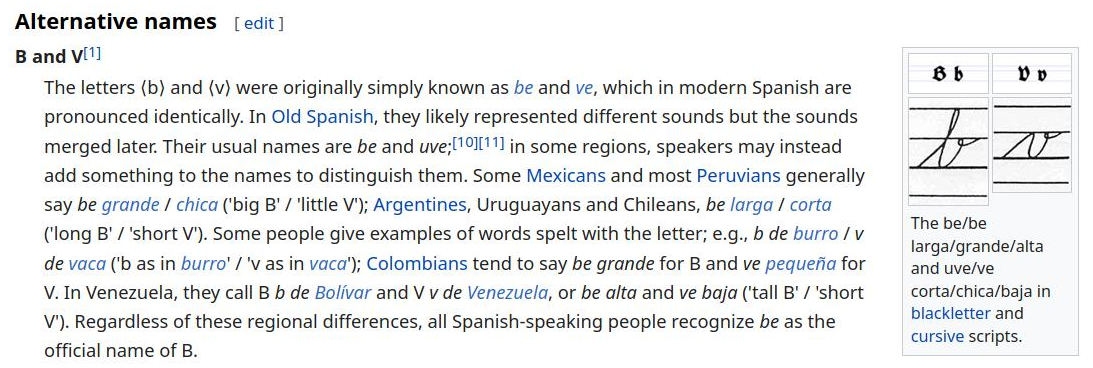 Alternative names [ edit ]
B and V[1]
The letters ⟨b⟩ and ⟨v⟩ were originally simply known as be and ve, which in modern Spanish are
pronounced identically. In Old Spanish, they likely represented different sounds but the sounds
merged later. Their usual names are be and uve;[10][11] in some regions, speakers may instead
add something to the names to distinguish them. Some Mexicans and most Peruvians generally
say be grande / chica ('big B' / 'little V'); Argentines, Uruguayans and Chileans, be larga / corta
('long B' / 'short V'). Some people give examples of words spelt with the letter; e.g., b de burro / v
de vaca ('b as in burro' / 'v as in vaca'); Colombians tend to say be grande for B and ve pequeña for
V. In Venezuela, they call B b de Bolívar and V v de Venezuela, or be alta and ve baja ('tall B' / 'short
V'). Regardless of these regional differences, all Spanish-speaking people recognize be as the
official name of B.
B b V v
b v
The be/be
larga/grande/alta
and uve/ve
corta/chica/baja in
blackletter and
cursive scripts.